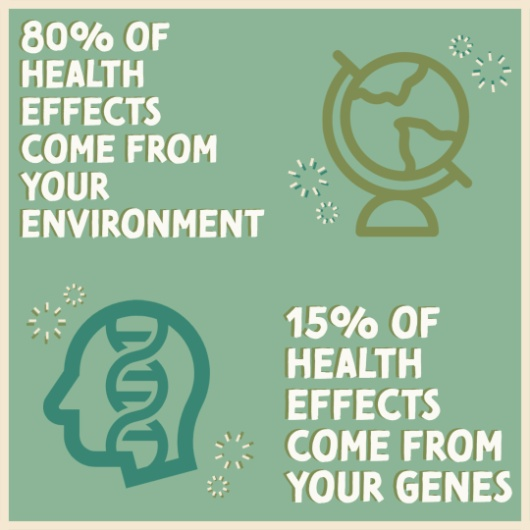 80% OF
HEALTH
EFFECTS
COME FROM
YOUR
ENVIRONMENT
15% OF
HEALTH
EFFECTS
COME FROM
YOUR GENES